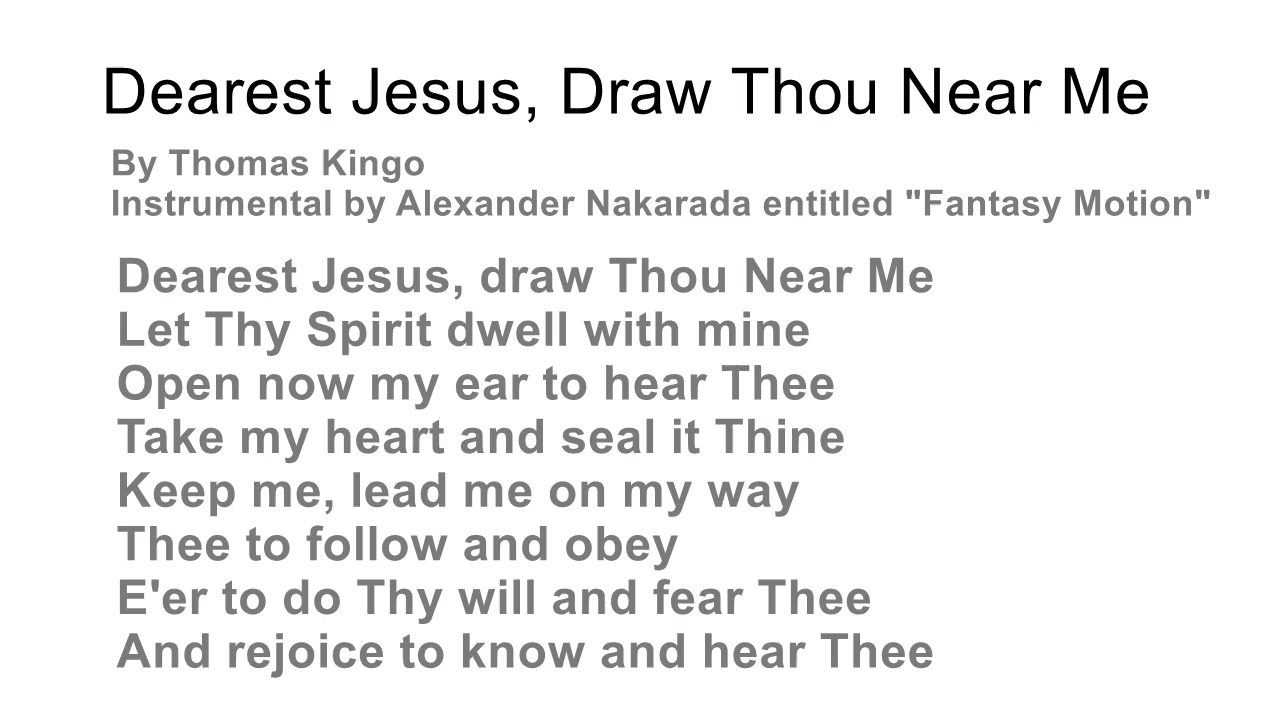 Dearest Jesus, Draw Thou Near Me
By Thomas Kingo
Instrumental by Alexander Nakarada entitled "Fantasy Motion"
Dearest Jesus, draw Thou Near Me
Let Thy Spirit dwell with mine
Open now my ear to hear Thee
Take my heart and seal it Thine
Keep me, lead me on my way
Thee to follow and obey
E'er to do Thy will and fear Thee
And rejoice to know and hear Thee